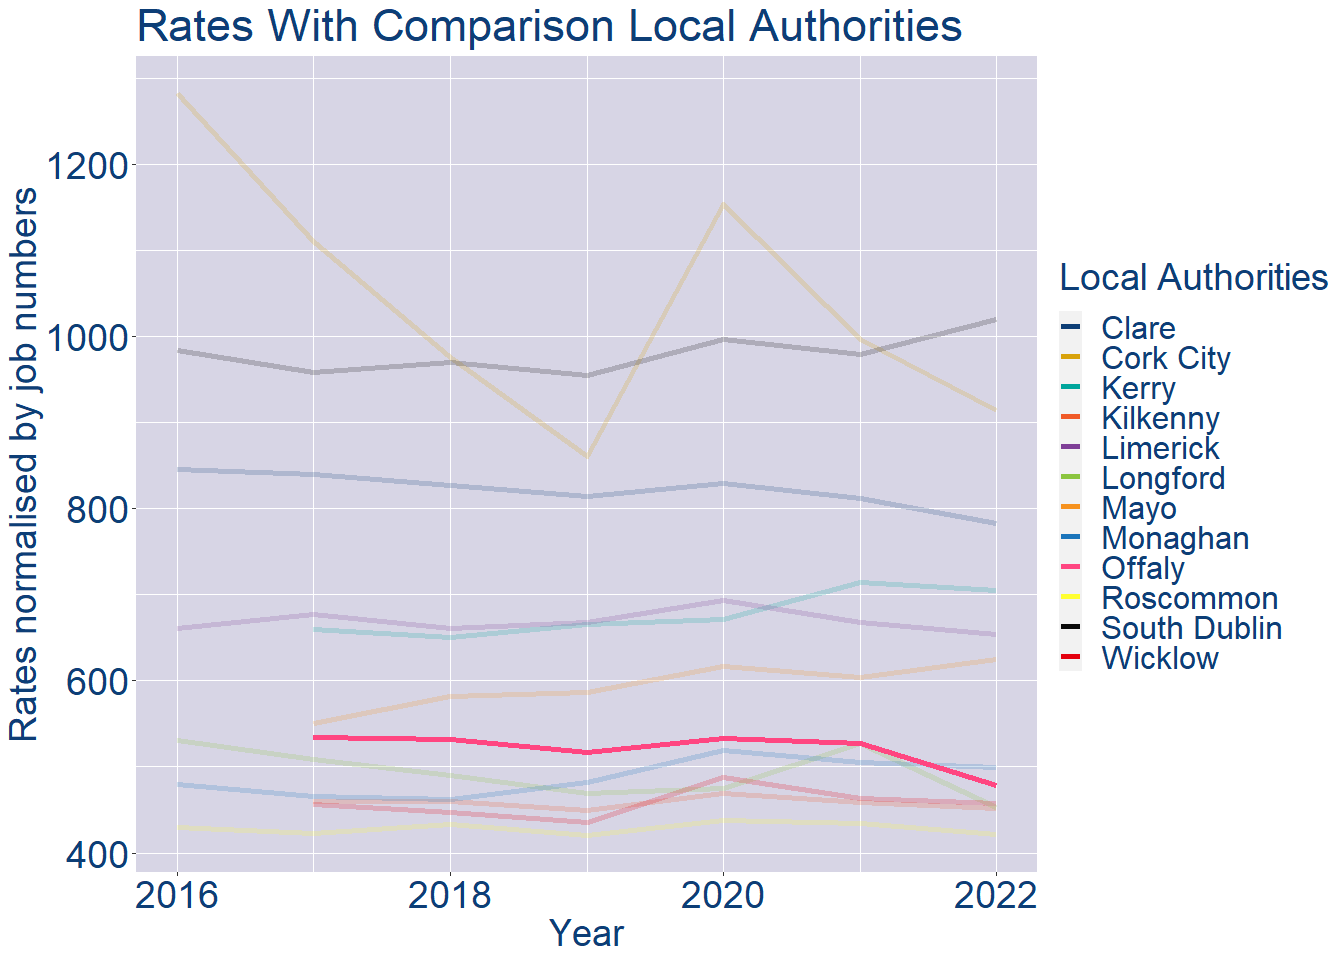 Rates With Comparison Local Authorities
Rates normalised by job numbers
1200
1000
800
600
400
2016 2018 2020 2022
Year
Local Authorities
Clare
Cork City
Kerry
Kilkenny
Limerick
Longford
Mayo
Monaghan
Offaly
Roscommon
South Dublin
Wicklow